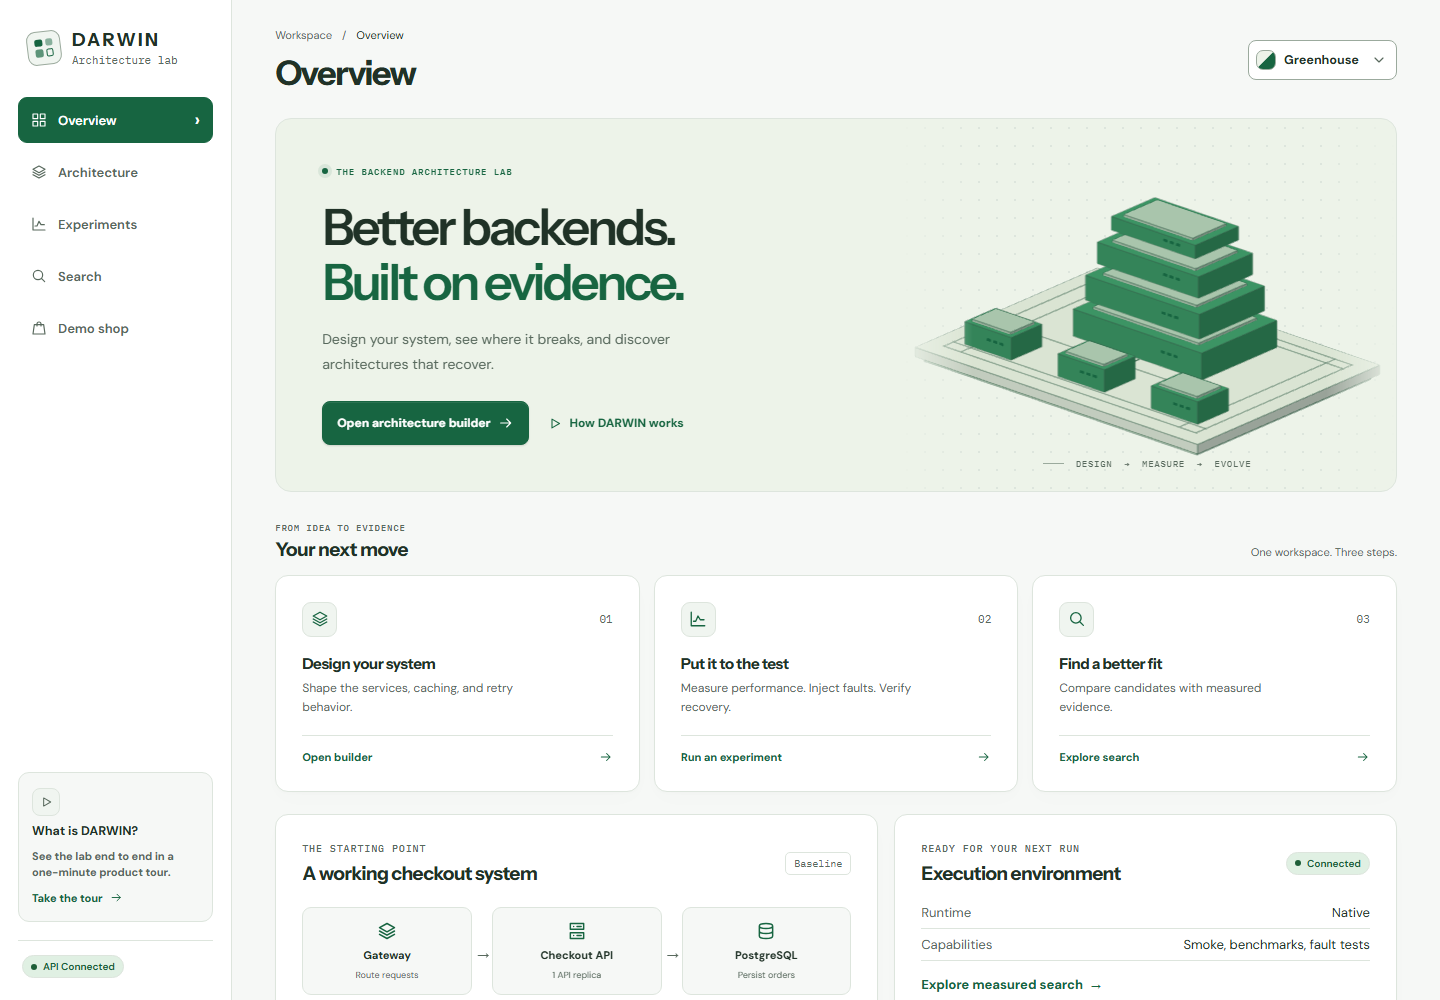 DARWIN
Architecture lab
Overview
Architecture
Experiments
Search
Demo shop
What is DARWIN?
See the lab end to end in a
one-minute product tour.
Take the tour →
API Connected
Workspace / Overview
Overview
Greenhouse
THE BACKEND ARCHITECTURE LAB
Better backends.
Built on evidence.
Design your system, see where it breaks, and discover
architectures that recover.
Open architecture builder →
How DARWIN works
DESIGN → MEASURE → EVOLVE
FROM IDEA TO EVIDENCE
Your next move
One workspace. Three steps.
01
Design your system
Shape the services, caching, and retry
behavior.
Open builder →
02
Put it to the test
Measure performance. Inject faults. Verify
recovery.
Run an experiment →
03
Find a better fit
Compare candidates with measured
evidence.
Explore search →
THE STARTING POINT
A working checkout system
Baseline
Gateway
Route requests
→
Checkout API
1 API replica
→
PostgreSQL
Persist orders
READY FOR YOUR NEXT RUN
Execution environment
Connected
Runtime Native
Capabilities Smoke, benchmarks, fault tests
Explore measured search →